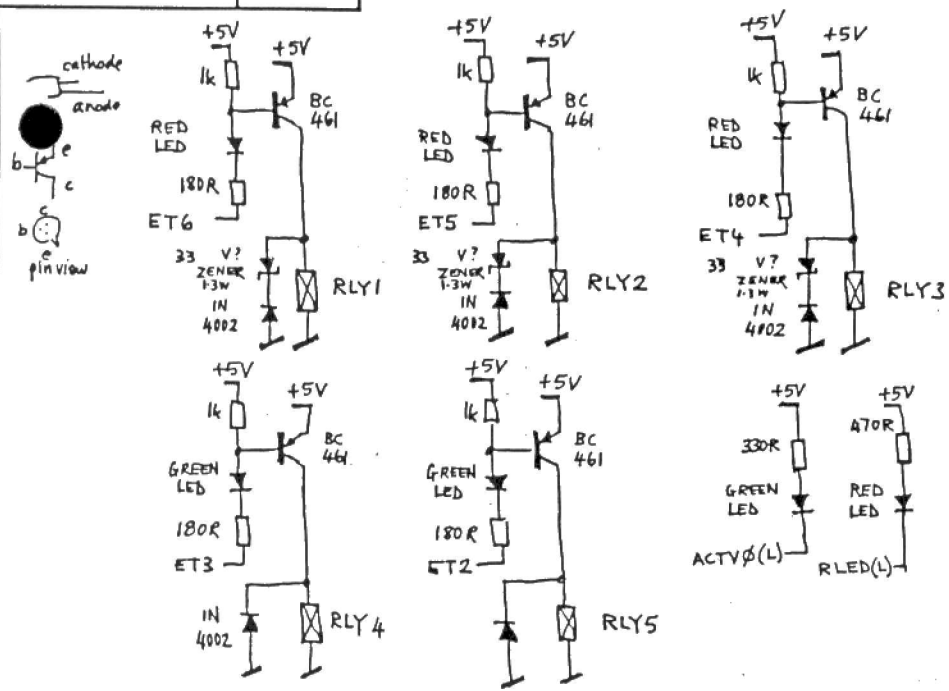 cathode
anode
e
b
c
c
b
e
pin view
+5V
+5V
1k
BC
461
RED
LED
180R
ET6
33 V?
ZENER
1.3W
IN
4002
RLY1
+5V
+5V
1k
BC
461
RED
LED
180R
ET5
33 V?
ZENER
1.3W
IN
4002
RLY2
+5V
+5V
1k
BC
461
RED
LED
180R
ET4
33 V?
ZENER
1.3W
IN
4002
RLY3
+5V
+5V
1k
BC
461
GREEN
LED
180R
ET3
IN
4002
RLY4
+5V
+5V
1k
BC
461
GREEN
LED
180R
ET2
RLY5
+5V
330R
GREEN
LED
ACTVØ(L)
+5V
470R
RED
LED
RLED(L)